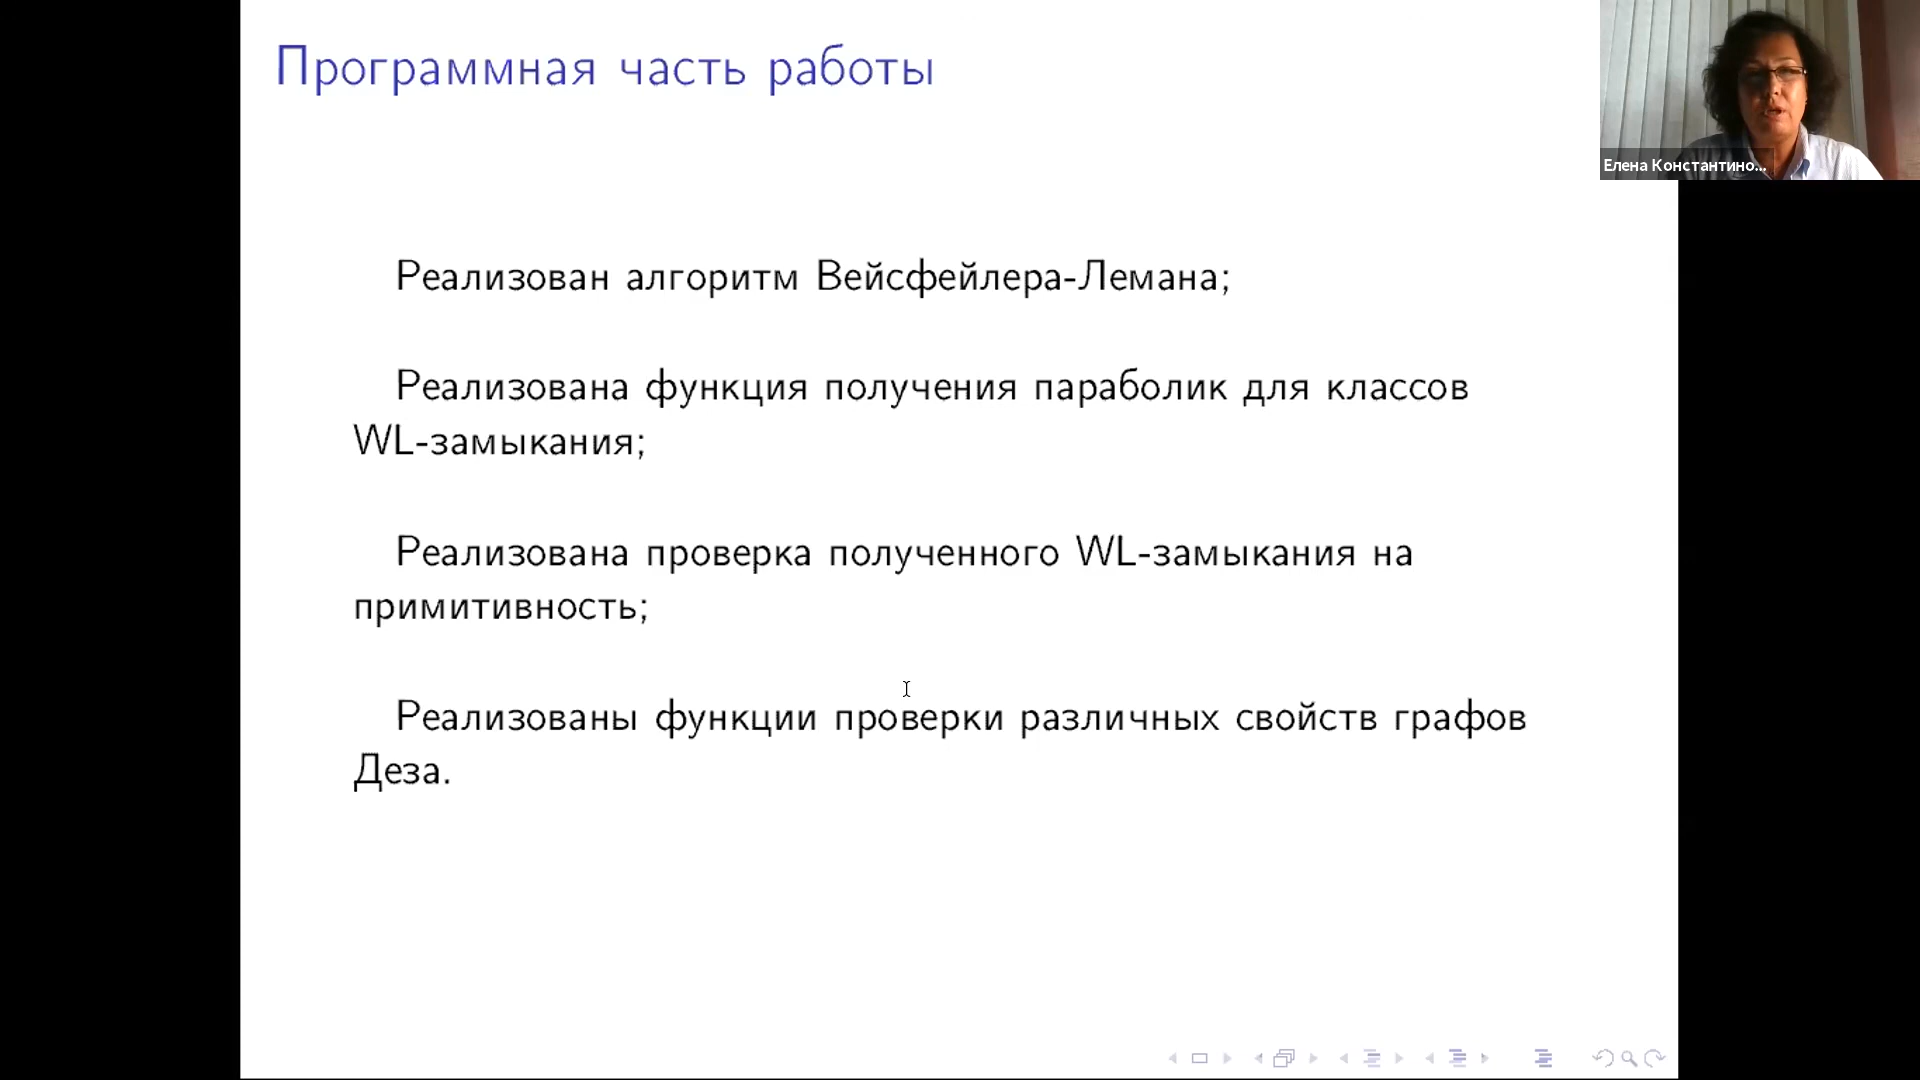 Программная часть работы
Елена Константино...
Реализован алгоритм Вейсфейлера-Лемана;
Реализована функция получения параболик для классов
WL-замыкания;
Реализована проверка полученного WL-замыкания на
примитивность;
Реализованы функции проверки различных свойств графов
Деза.